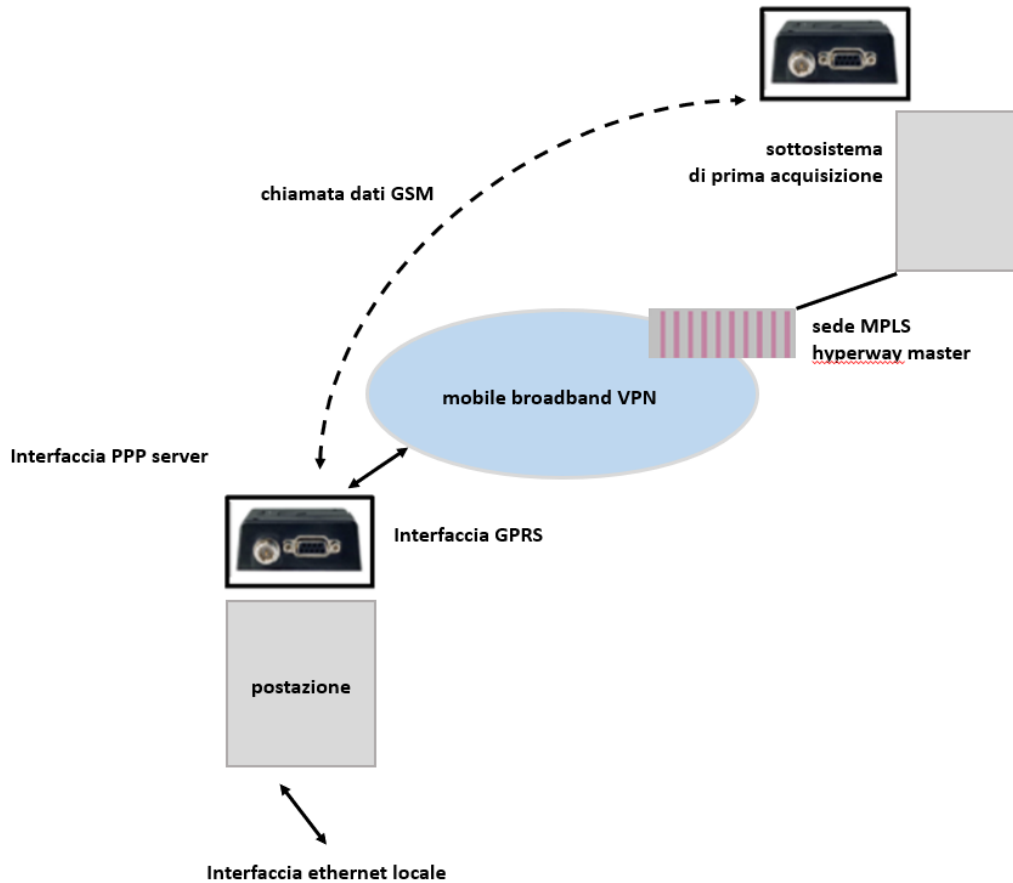 sottosistema
di prima acquisizione
chiamata dati GSM
sede MPLS
hyperway master
mobile broadband VPN
Interfaccia PPP server
Interfaccia GPRS
postazione
Interfaccia ethernet locale